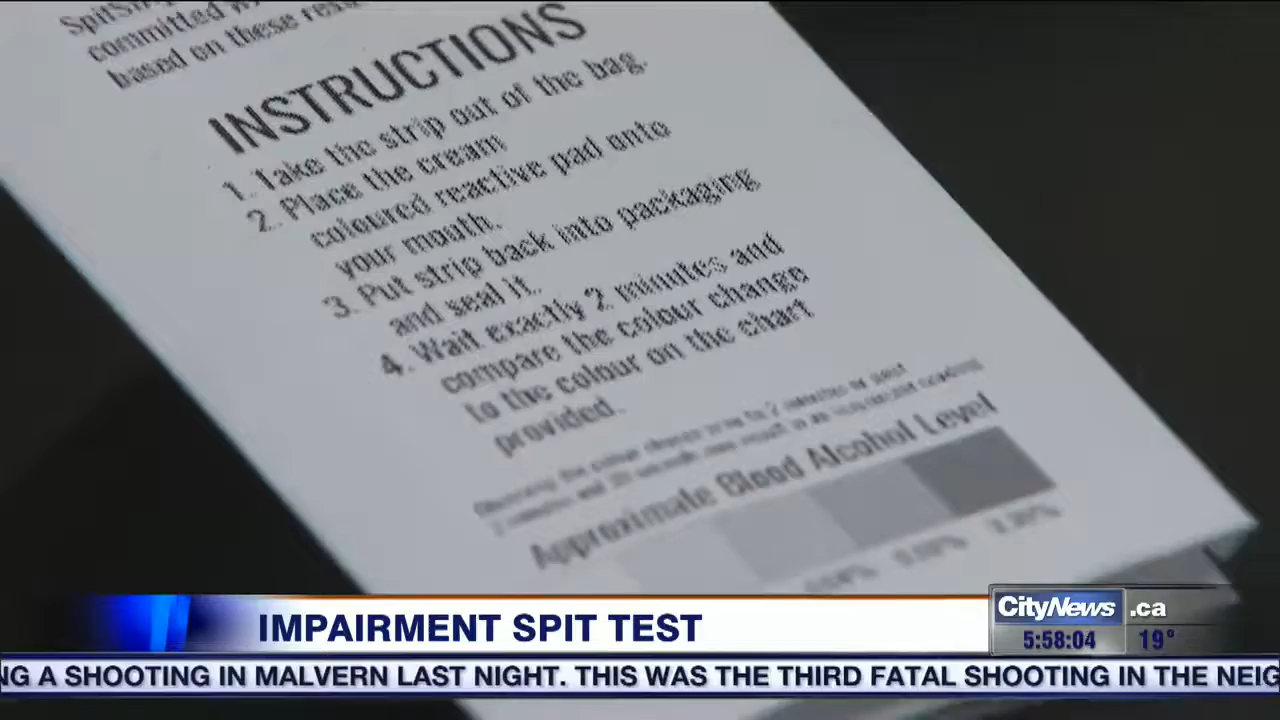 committed
based on these
INSTRUCTIONS
1. Take the strip out of the bag.
2. Place the cream
coloured reactive pad onto
your mouth.
3. Put strip back into packaging
and seal it.
4. Wait exactly 2 minutes and
compare the colour change
to the colour on the chart
provided.
Approximate Blood Alcohol Level
IMPAIRMENT SPIT TEST
CityNews.ca
5:58:04 19°
NG A SHOOTING IN MALVERN LAST NIGHT. THIS WAS THE THIRD FATAL SHOOTING IN THE NEIG